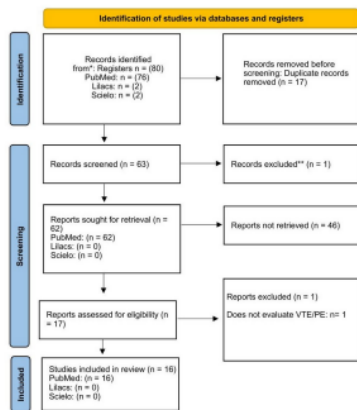 Identification of studies via databases and registers
Identification
Records identified
from*: Registers n = (80)
PubMed n = (76)
Lilacs n = (2)
Scielo n = (2)
Records removed before
screening: Duplicate records
removed (n = 17)
Screening
Records screened (n = 63)
Records excluded** (n = 1)
Reports sought for retrieval (n =
62)
PubMed: (n = 62)
Lilacs: (n = 0)
Scielo: (n = 0)
Reports not retrieved (n = 46)
Reports assessed for eligibility (n
= 17)
Reports excluded (n = 1)
Does not evaluate VTE/PE: n= 1
Included
Studies included in review (n = 16)
PubMed: (n = 16)
Lilacs: (n = 0)
Scielo: (n = 0)